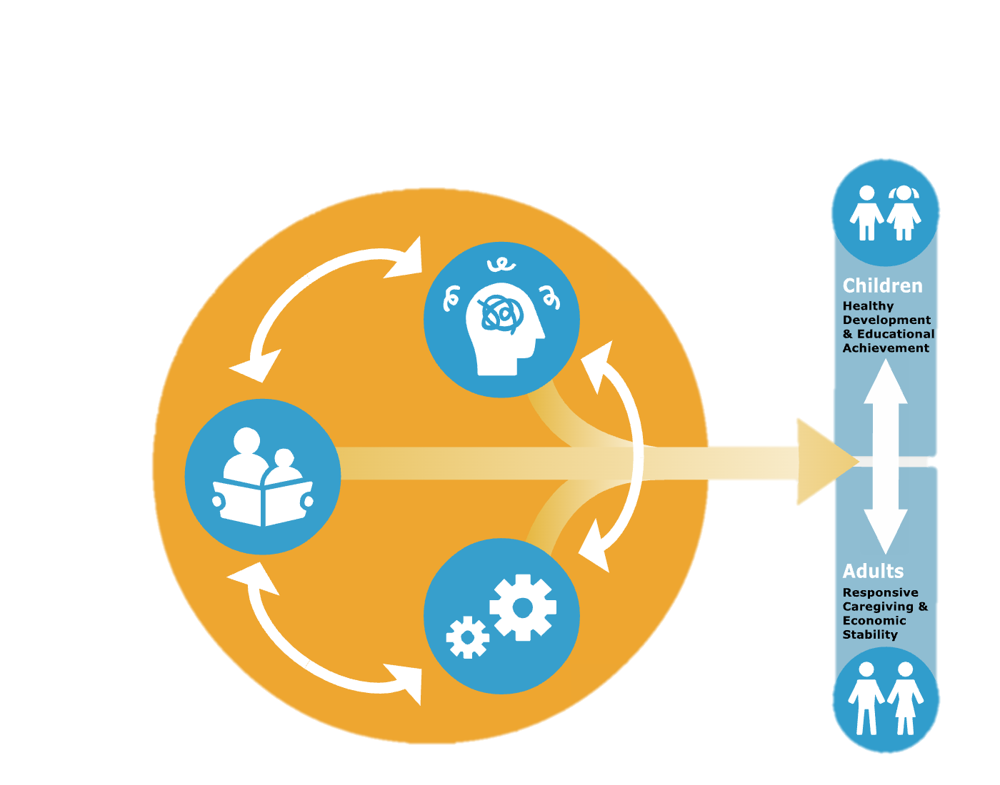 Children
Healthy
Development
& Educational
Achievement
Adults
Responsive
Caregiving &
Economic
Stability